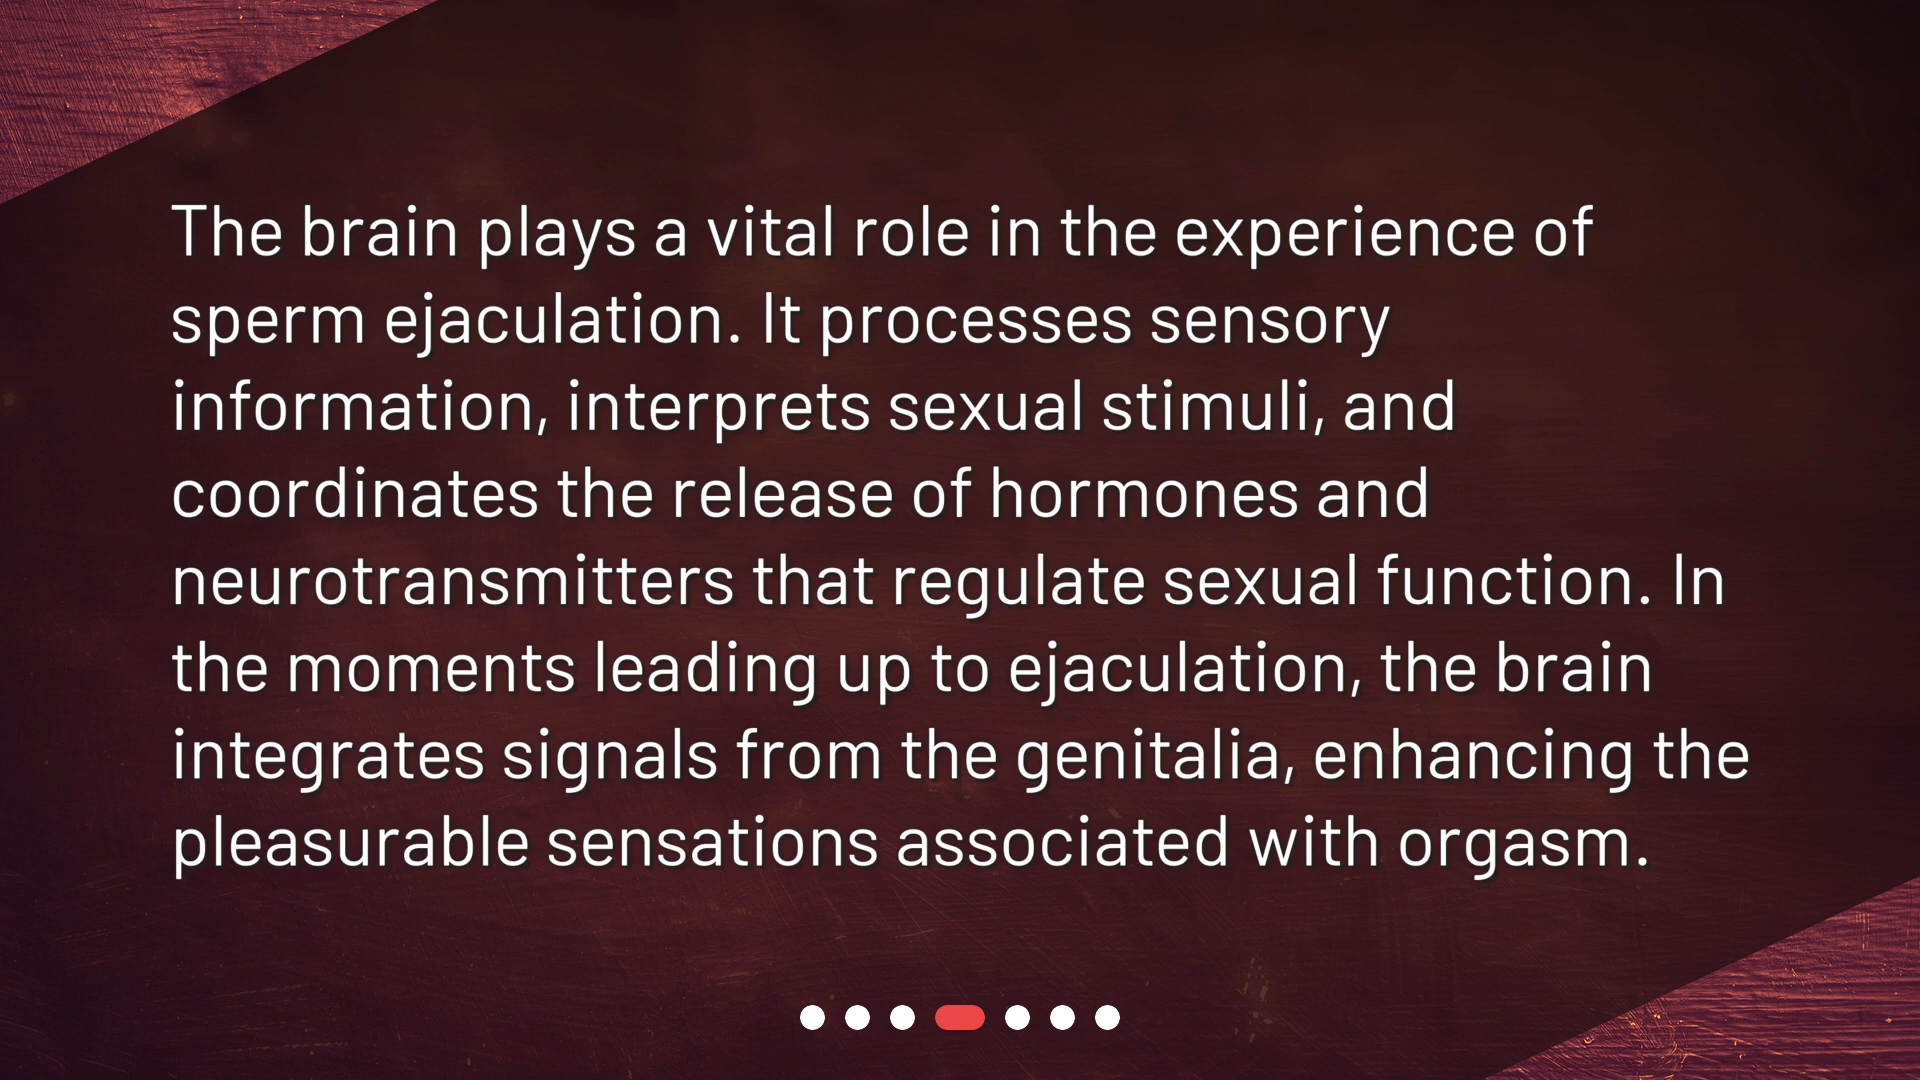 The brain plays a vital role in the experience of
sperm ejaculation. It processes sensory
information, interprets sexual stimuli, and
coordinates the release of hormones and
neurotransmitters that regulate sexual function. In
the moments leading up to ejaculation, the brain
integrates signals from the genitalia, enhancing the
pleasurable sensations associated with orgasm.